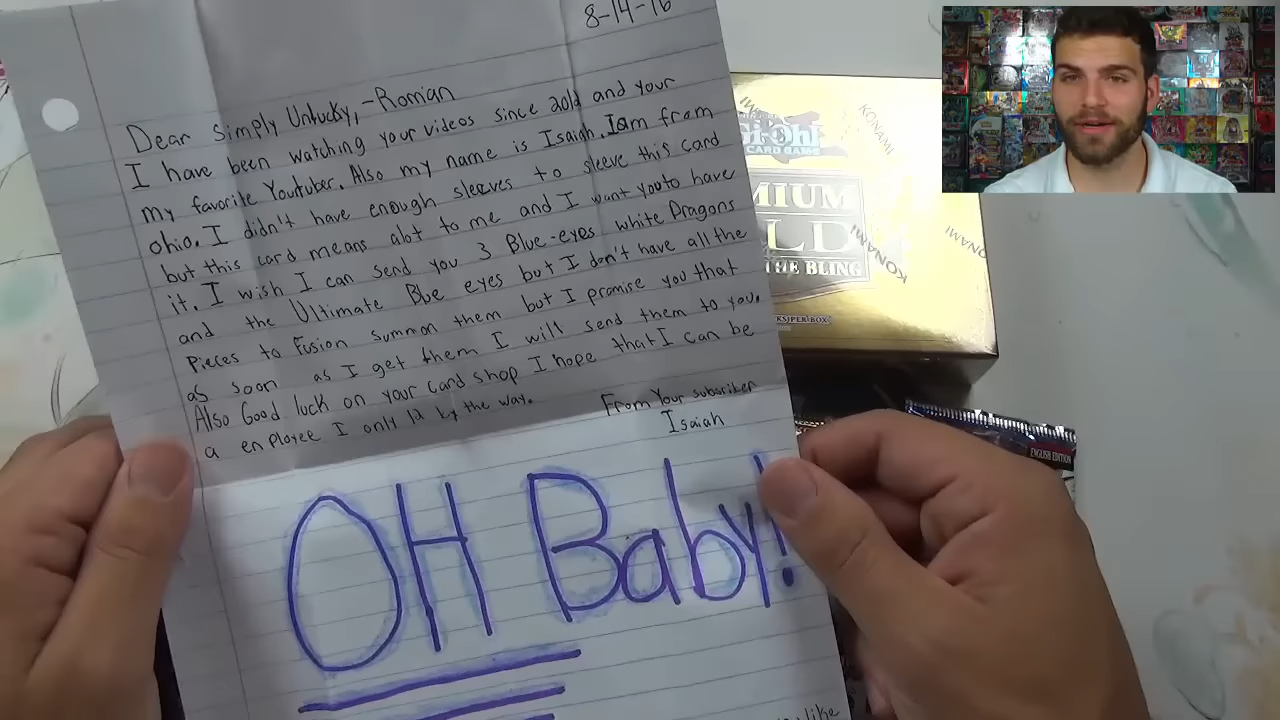 8-14-16
Dear Simply Unlucky, -Roman
I have been watching your videos since 2012 and your
my favorite Youtuber. Also my name is Isaiah. I am from
Ohio. I didn't have enough sleeves to sleeve this card
but this card means alot to me and I want you to have
it. I wish I can send you 3 Blue-eyes white Dragons
and the Ultimate Blue eyes but I don't have all the
Pieces to Fusion summon them but I promise you that
as soon as I get them I will send them to you.
Also Good luck on your card shop I hope that I can be
a enployee I only 12 by the way.
From Your subscriber
Isaiah
OH Baby!
like
Gi-Oh!
CARD GAME
KONAMI
MIUM
LD
THE BLING
KONAMI
KONAMI
PER BOX
ENGLISH EDITION